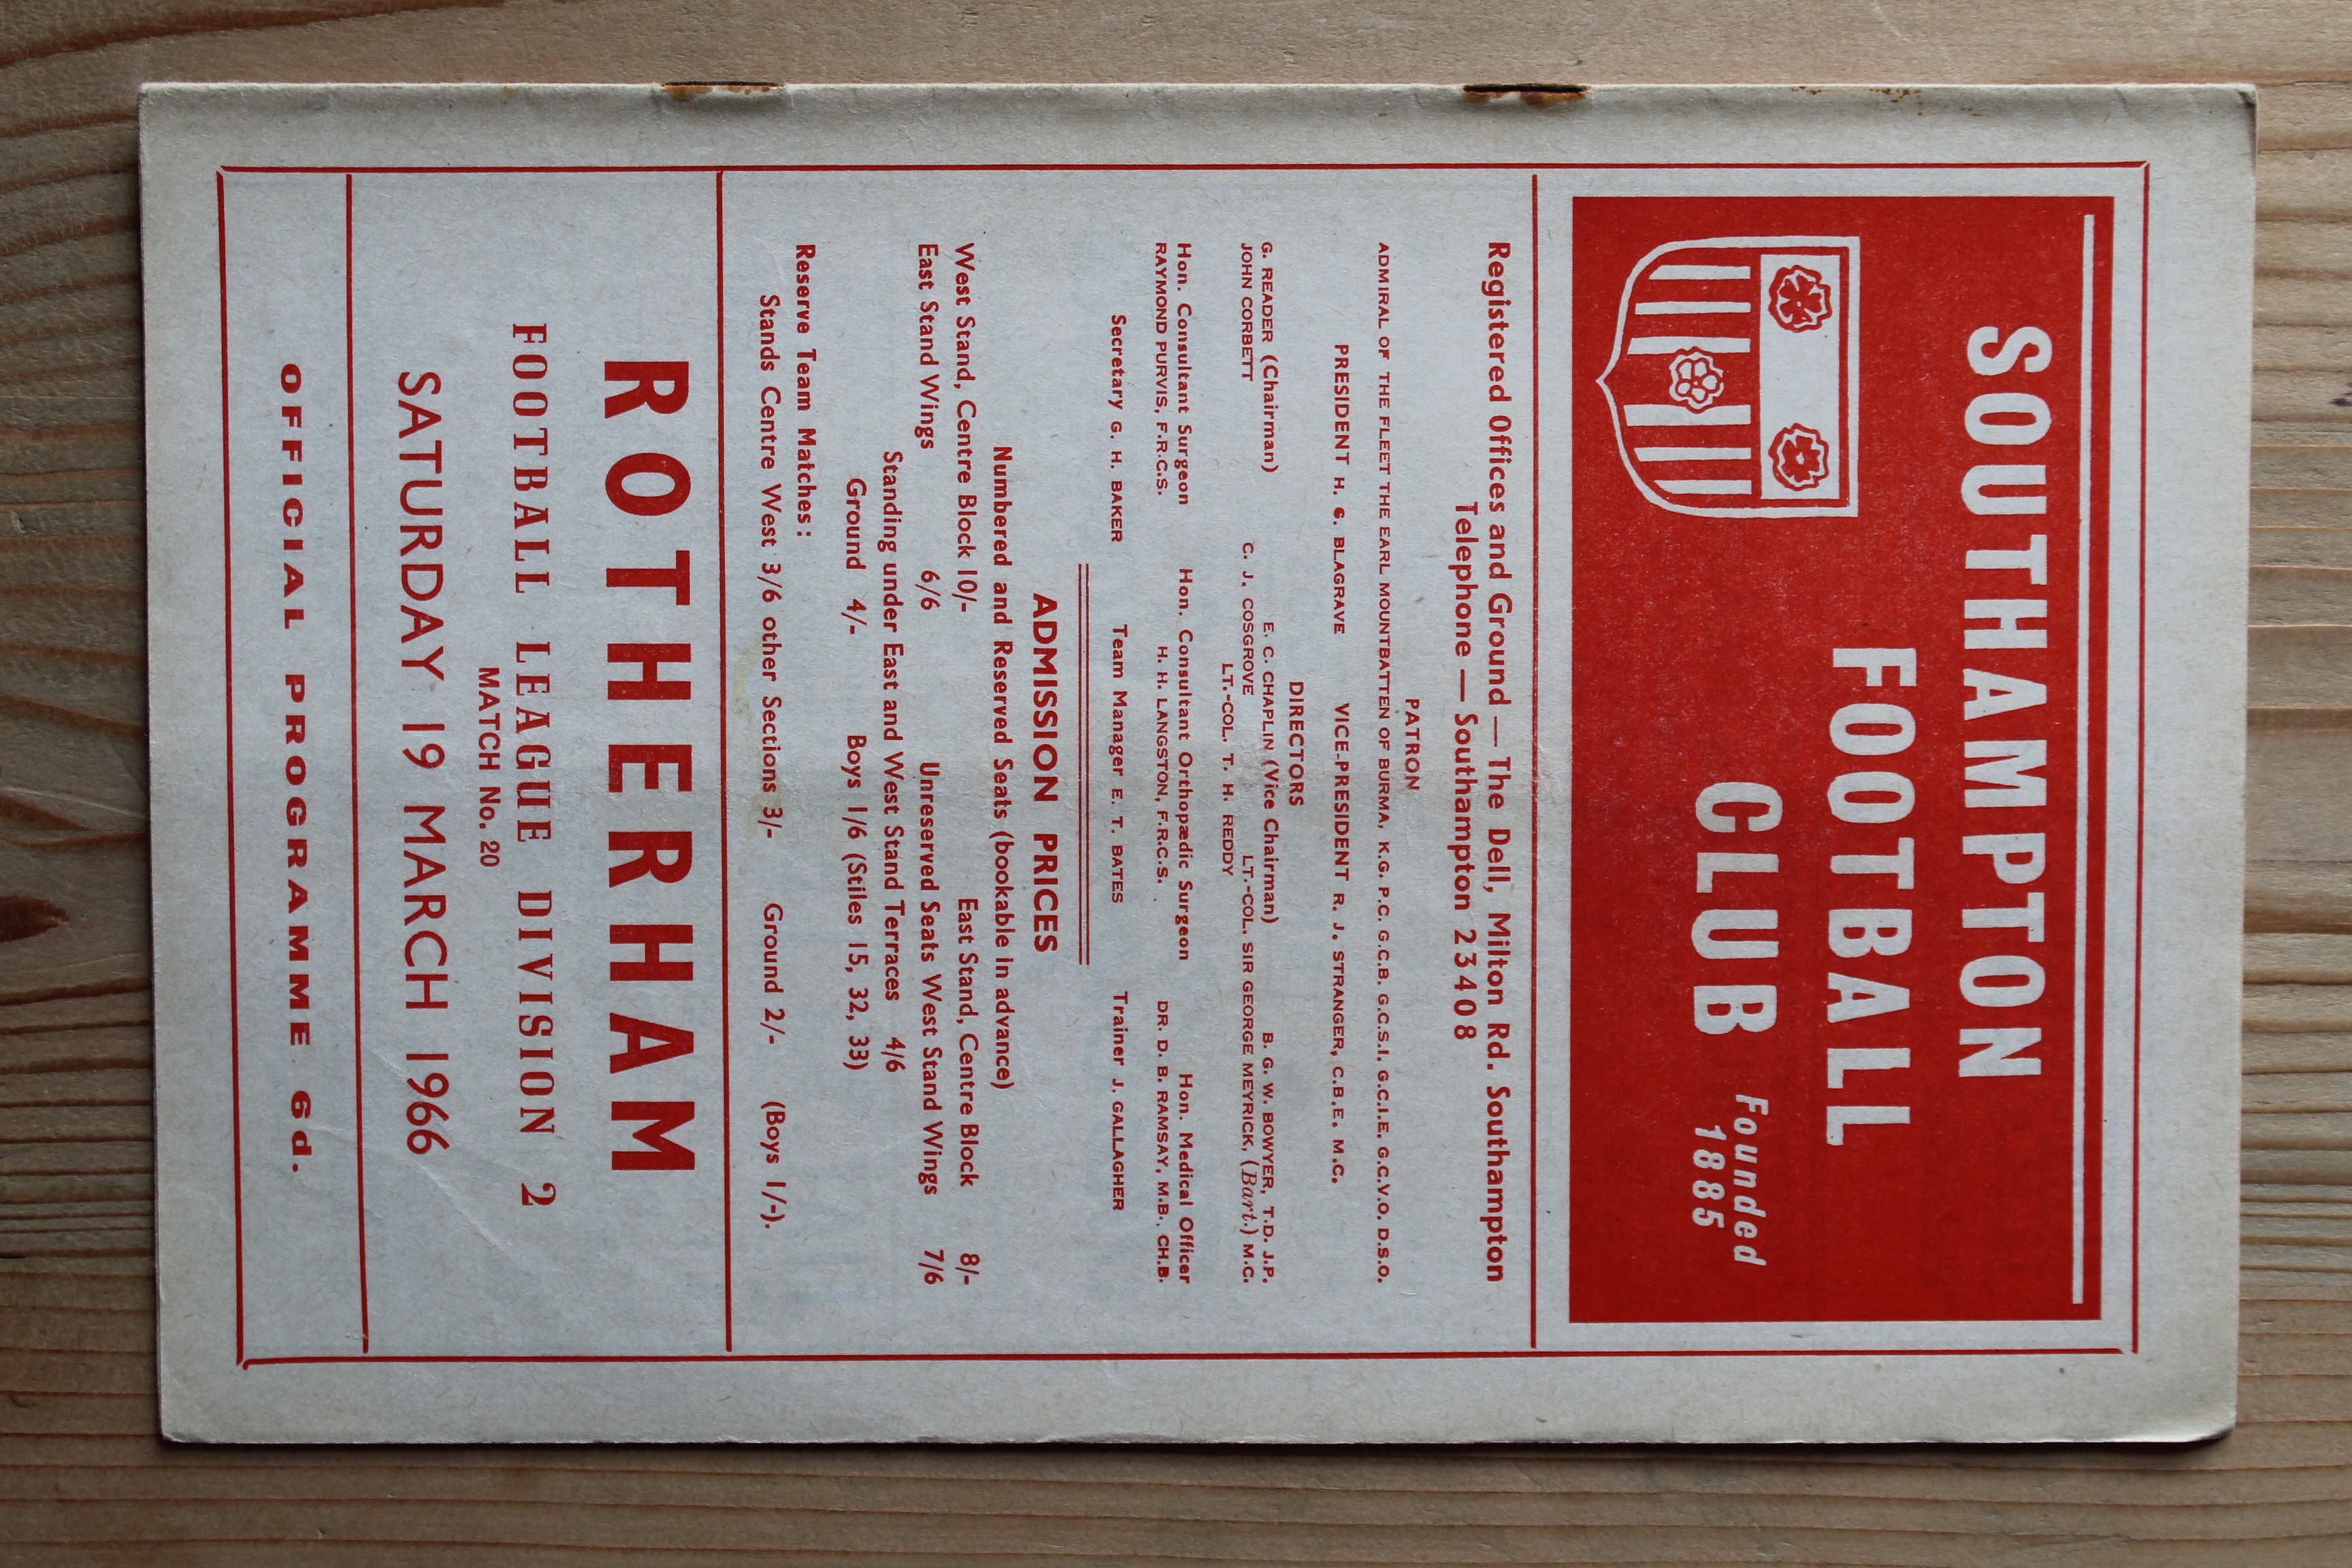 SOUTHAMPTON
FOOTBALL
CLUB
Founded
1885
Registered Offices and Ground — The Dell, Milton Rd. Southampton
Telephone — Southampton 23408
PATRON
ADMIRAL OF THE FLEET THE EARL MOUNTBATTEN OF BURMA, K.G. P.C. G.C.B. G.C.S.I. G.C.I.E. G.C.V.O. D.S.O.
PRESIDENT H. G. BLAGRAVE VICE-PRESIDENT R. J. STRANGER, C.B.E. M.C.
DIRECTORS
G. READER (Chairman) E. C. CHAPLIN (Vice Chairman) B. G. W. BOWYER, T.D. J.P.
JOHN CORBETT C. J. COSGROVE LT.-COL. SIR GEORGE MEYRICK, (Bart.) M.C.
LT.-COL. T. H. REDDY
Hon. Consultant Surgeon Hon. Consultant Orthopædic Surgeon Hon. Medical Officer
RAYMOND PURVIS, F.R.C.S. H. H. LANGSTON, F.R.C.S. DR. D. B. RAMSAY, M.B., CH.B.
Secretary G. H. BAKER Team Manager E. T. BATES Trainer J. GALLAGHER
ADMISSION PRICES
Numbered and Reserved Seats (bookable in advance)
West Stand, Centre Block 10/- East Stand, Centre Block 8/-
East Stand Wings 6/6 Unreserved Seats West Stand Wings 7/6
Standing under East and West Stand Terraces 4/6
Ground 4/- Boys 1/6 (Stiles 15, 32, 33)
Reserve Team Matches:
Stands Centre West 3/6 other Sections 3/- Ground 2/- (Boys 1/-).
ROTHERHAM
FOOTBALL LEAGUE DIVISION 2
MATCH No. 20
SATURDAY 19 MARCH 1966
OFFICIAL PROGRAMME 6d.